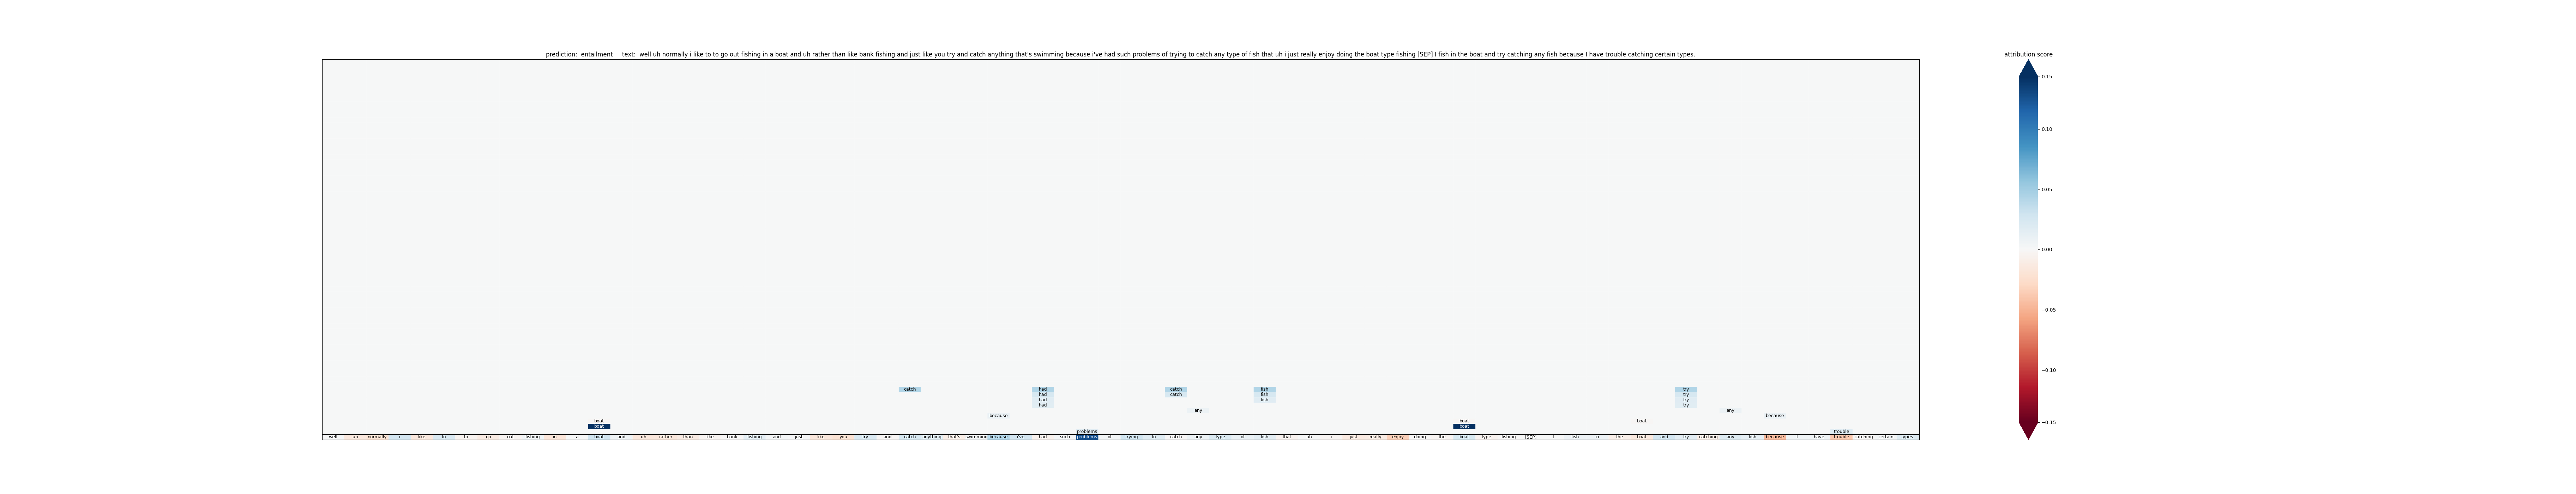 prediction: entailment text: well uh normally i like to to go out fishing in a boat and uh rather than like bank fishing and just like you try and catch anything that's swimming because i've had such problems of trying to catch any type of fish that uh i just really enjoy doing the boat type fishing [SEP] I fish in the boat and try catching any fish because I have trouble catching certain types.
attribution score
0.15
0.10
0.05
0.00
−0.05
−0.10
−0.15
catch had catch fish try
had catch fish try
had fish try
had try
any any
because because
boat boat boat
boat boat
problems trouble
well uh normally i like to to go out fishing in a boat and uh rather than like bank fishing and just like you try and catch anything that's swimming because i've had such problems of trying to catch any type of fish that uh i just really enjoy doing the boat type fishing [SEP] I fish in the boat and try catching any fish because I have trouble catching certain types.